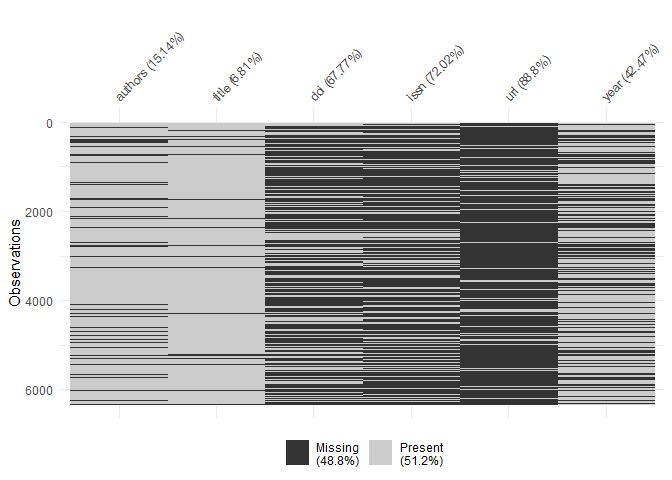 authors (15.14%)
title (6.81%)
doi (67.77%)
issn (72.02%)
url (88.8%)
year (42.47%)
0
2000
4000
6000
Observations
Missing
(48.8%)
Present
(51.2%)